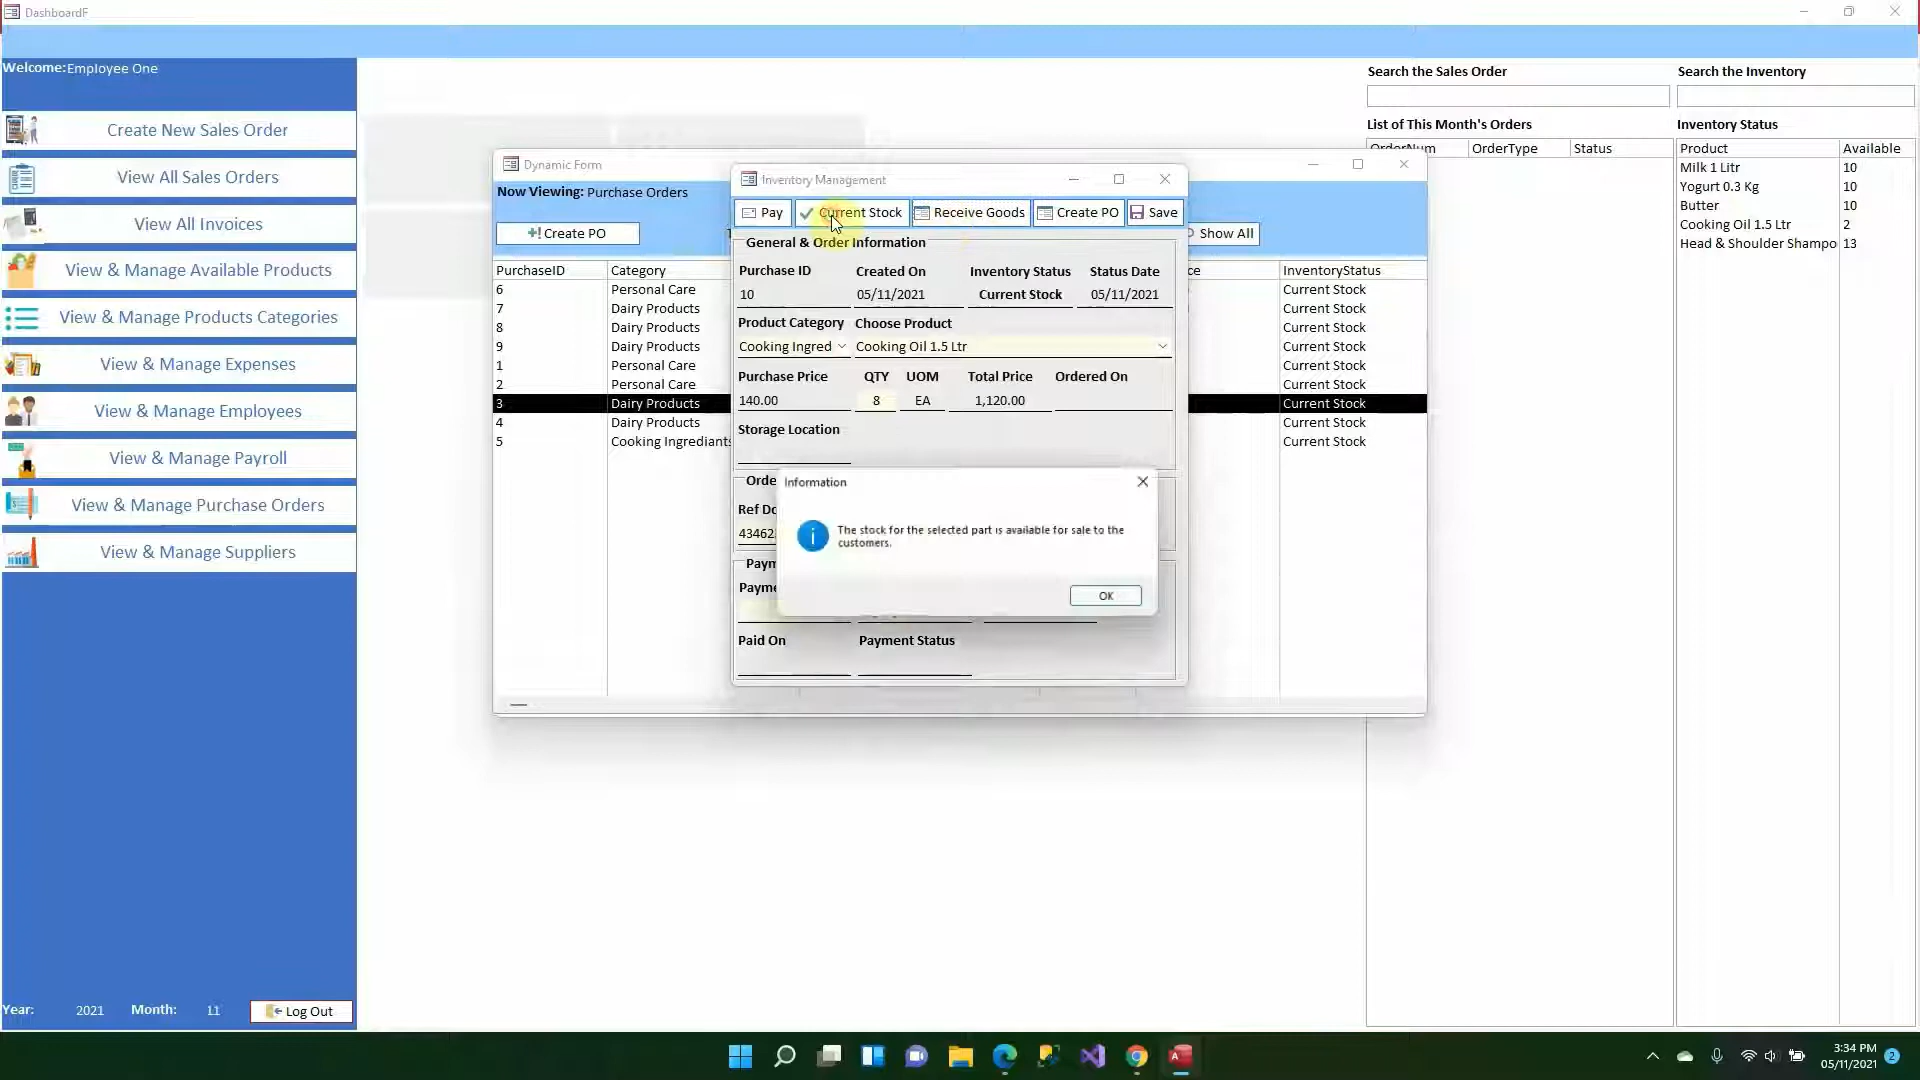 DashboardF
Welcome: Employee One
Create New Sales Order
View All Sales Orders
View All Invoices
View & Manage Available Products
View & Manage Products Categories
View & Manage Expenses
View & Manage Employees
View & Manage Payroll
View & Manage Purchase Orders
View & Manage Suppliers
Year: 2021 Month: 11 Log Out
Dynamic Form
Now Viewing: Purchase Orders
+! Create PO
Show All
PurchaseID Category InventoryStatus
6 Personal Care Current Stock
7 Dairy Products Current Stock
8 Dairy Products Current Stock
9 Dairy Products Current Stock
1 Personal Care Current Stock
2 Personal Care Current Stock
3 Dairy Products Current Stock
4 Dairy Products Current Stock
5 Cooking Ingrediants Current Stock
Inventory Management
Pay Current Stock Receive Goods Create PO Save
General & Order Information
Purchase ID Created On Inventory Status Status Date
10 05/11/2021 Current Stock 05/11/2021
Product Category Choose Product
Cooking Ingred Cooking Oil 1.5 Ltr
Purchase Price QTY UOM Total Price Ordered On
140.00 8 EA 1,120.00
Storage Location
Orde
Ref Do
43462
Paym
Payme
Paid On Payment Status
Information
The stock for the selected part is available for sale to the
customers.
OK
Search the Sales Order
List of This Month's Orders
OrderNum OrderType Status
Search the Inventory
Inventory Status
Product Available
Milk 1 Litr 10
Yogurt 0.3 Kg 10
Butter 10
Cooking Oil 1.5 Ltr 2
Head & Shoulder Shampo 13
3:34 PM
05/11/2021
2